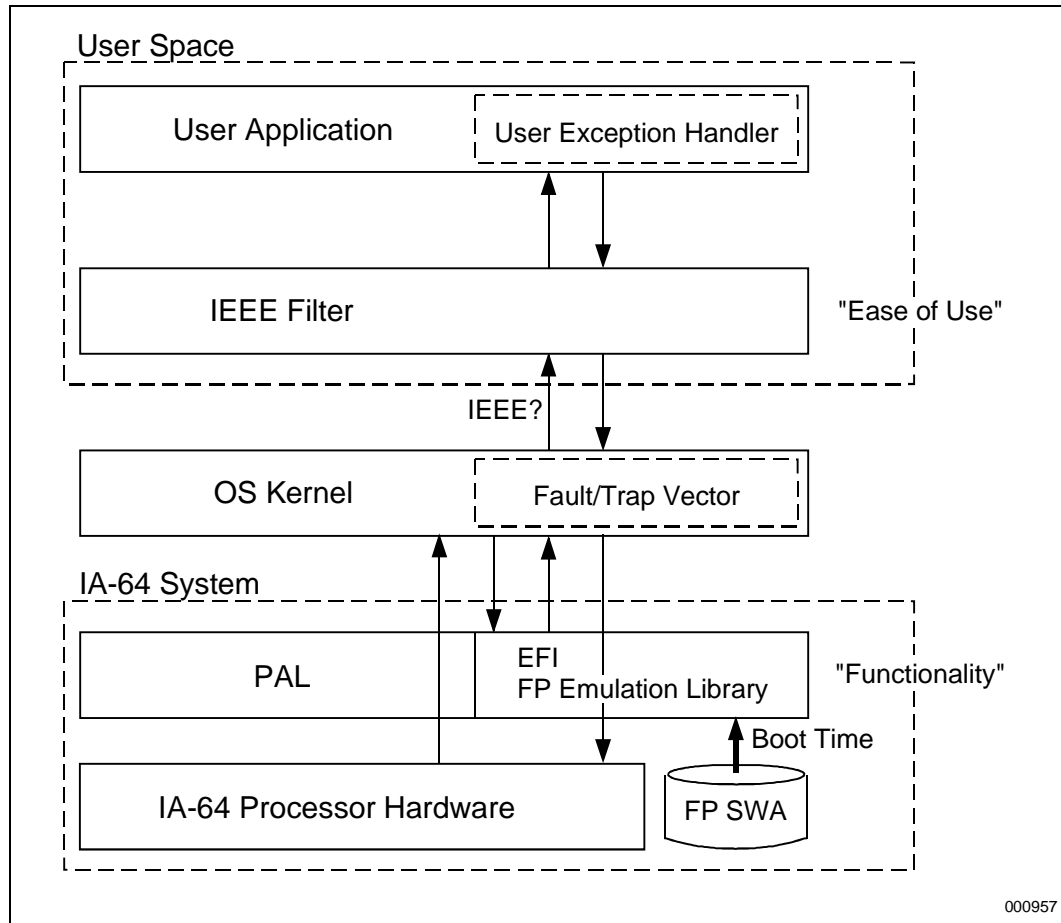 User Space
User Application
User Exception Handler
IEEE Filter
"Ease of Use"
IEEE?
OS Kernel
Fault/Trap Vector
IA-64 System
PAL
EFI
FP Emulation Library
"Functionality"
Boot Time
IA-64 Processor Hardware
FP SWA
000957